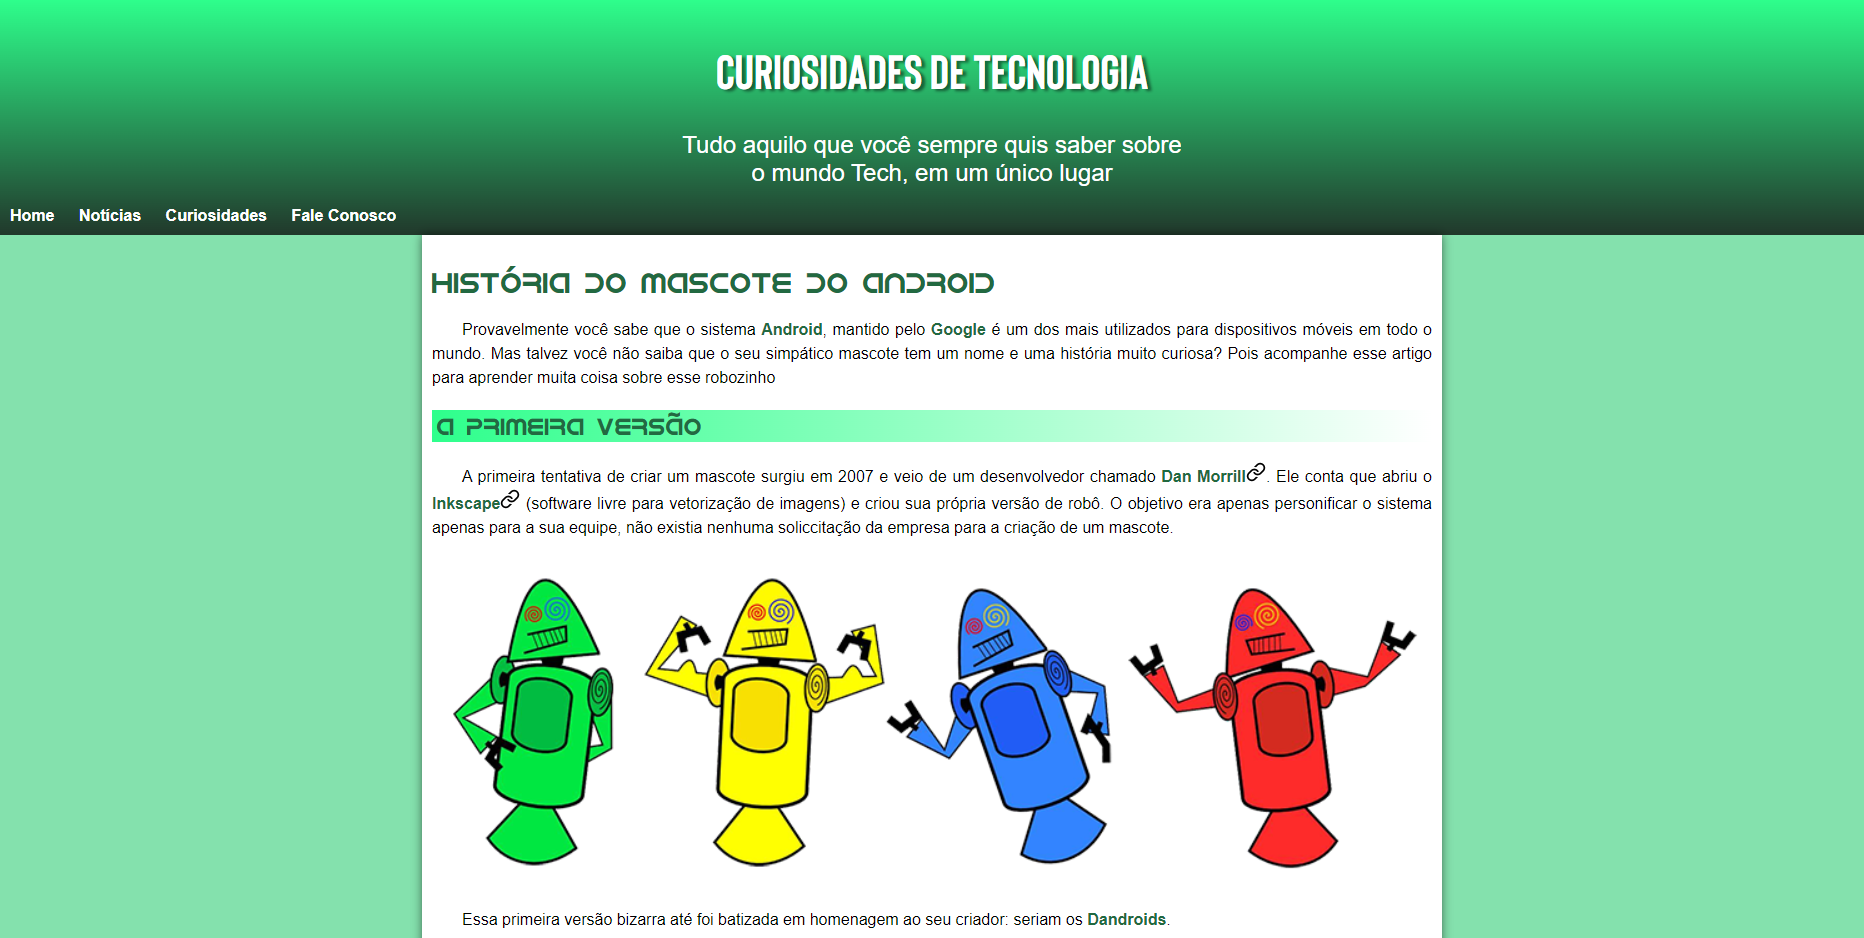 CURIOSIDADES DE TECNOLOGIA
Tudo aquilo que você sempre quis saber sobre
o mundo Tech, em um único lugar
Home Notícias Curiosidades Fale Conosco
HISTÓRIA DO MASCOTE DO ANDROID
Provavelmente você sabe que o sistema Android, mantido pelo Google é um dos mais utilizados para dispositivos móveis em todo o
mundo. Mas talvez você não saiba que o seu simpático mascote tem um nome e uma história muito curiosa? Pois acompanhe esse artigo
para aprender muita coisa sobre esse robozinho
A PRIMEIRA VERSÃO
A primeira tentativa de criar um mascote surgiu em 2007 e veio de um desenvolvedor chamado Dan Morrill. Ele conta que abriu o
Inkscape (software livre para vetorização de imagens) e criou sua própria versão de robô. O objetivo era apenas personificar o sistema
apenas para a sua equipe, não existia nenhuma soliccitação da empresa para a criação de um mascote.
Essa primeira versão bizarra até foi batizada em homenagem ao seu criador: seriam os Dandroids.